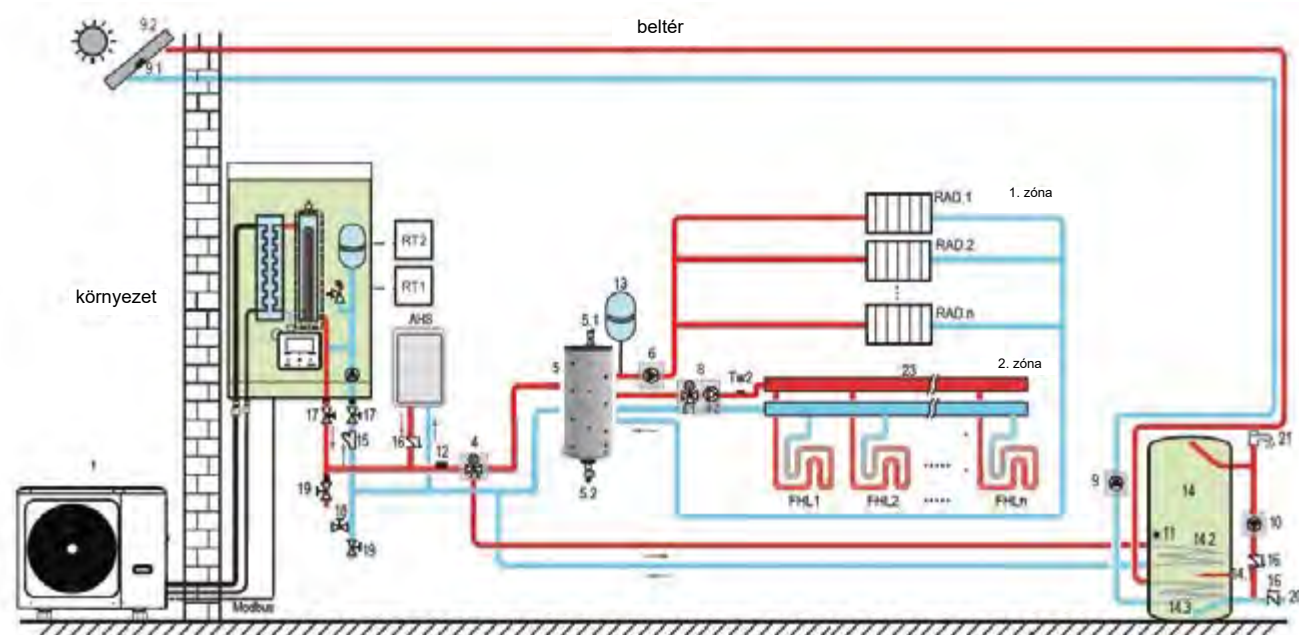 beltér
9.2
9.1
környezet
RT2
RT1
AHS
1. zóna
RAD.1
RAD.2
RAD.n
13
5.1
6
5
8
Tw2
2. zóna
23
17
17
15
16
12
4
19
18
19
5.2
FHL1
FHL2
.....
FHLn
1
Modbus
21
9
14
10
11
14.2
16
16
14.3
20